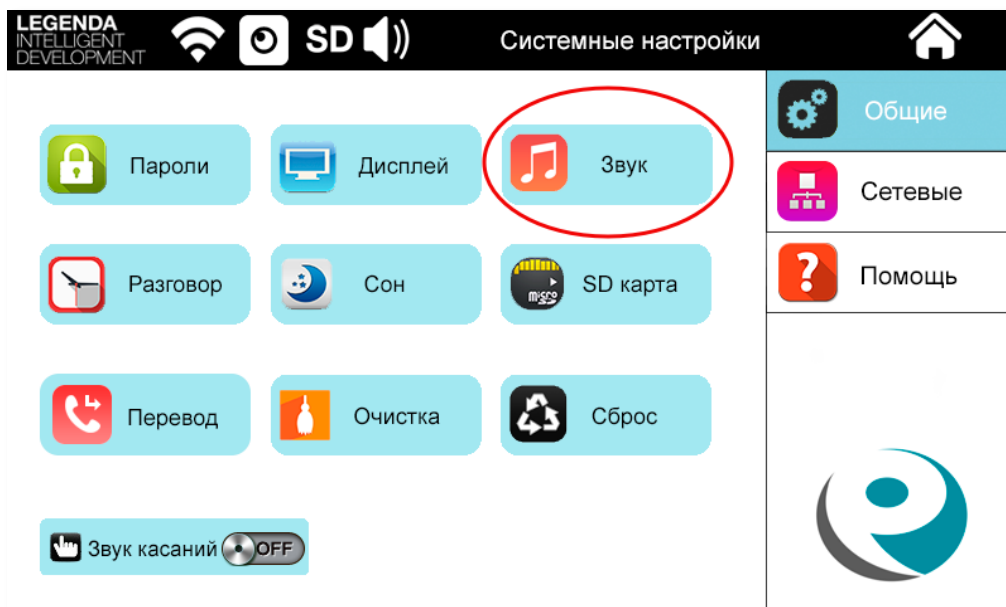 LEGENDA
INTELLIGENT
DEVELOPMENT
SD
Системные настройки
Общие
Пароли
Дисплей
Звук
Сетевые
Разговор
Сон
micro
SD карта
Помощь
Перевод
Очистка
Сброс
Звук касаний OFF